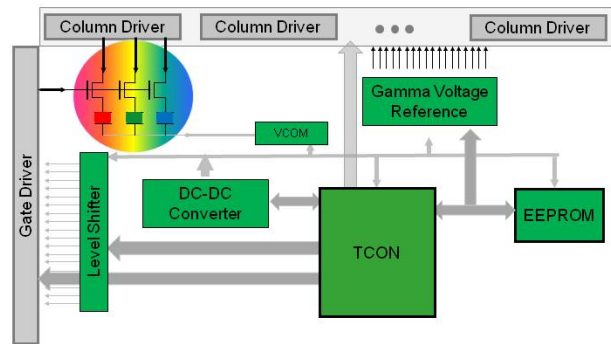 Column Driver
Column Driver
Column Driver
Gamma Voltage
Reference
VCOM
Gate Driver
Level Shifter
DC-DC
Converter
TCON
EEPROM